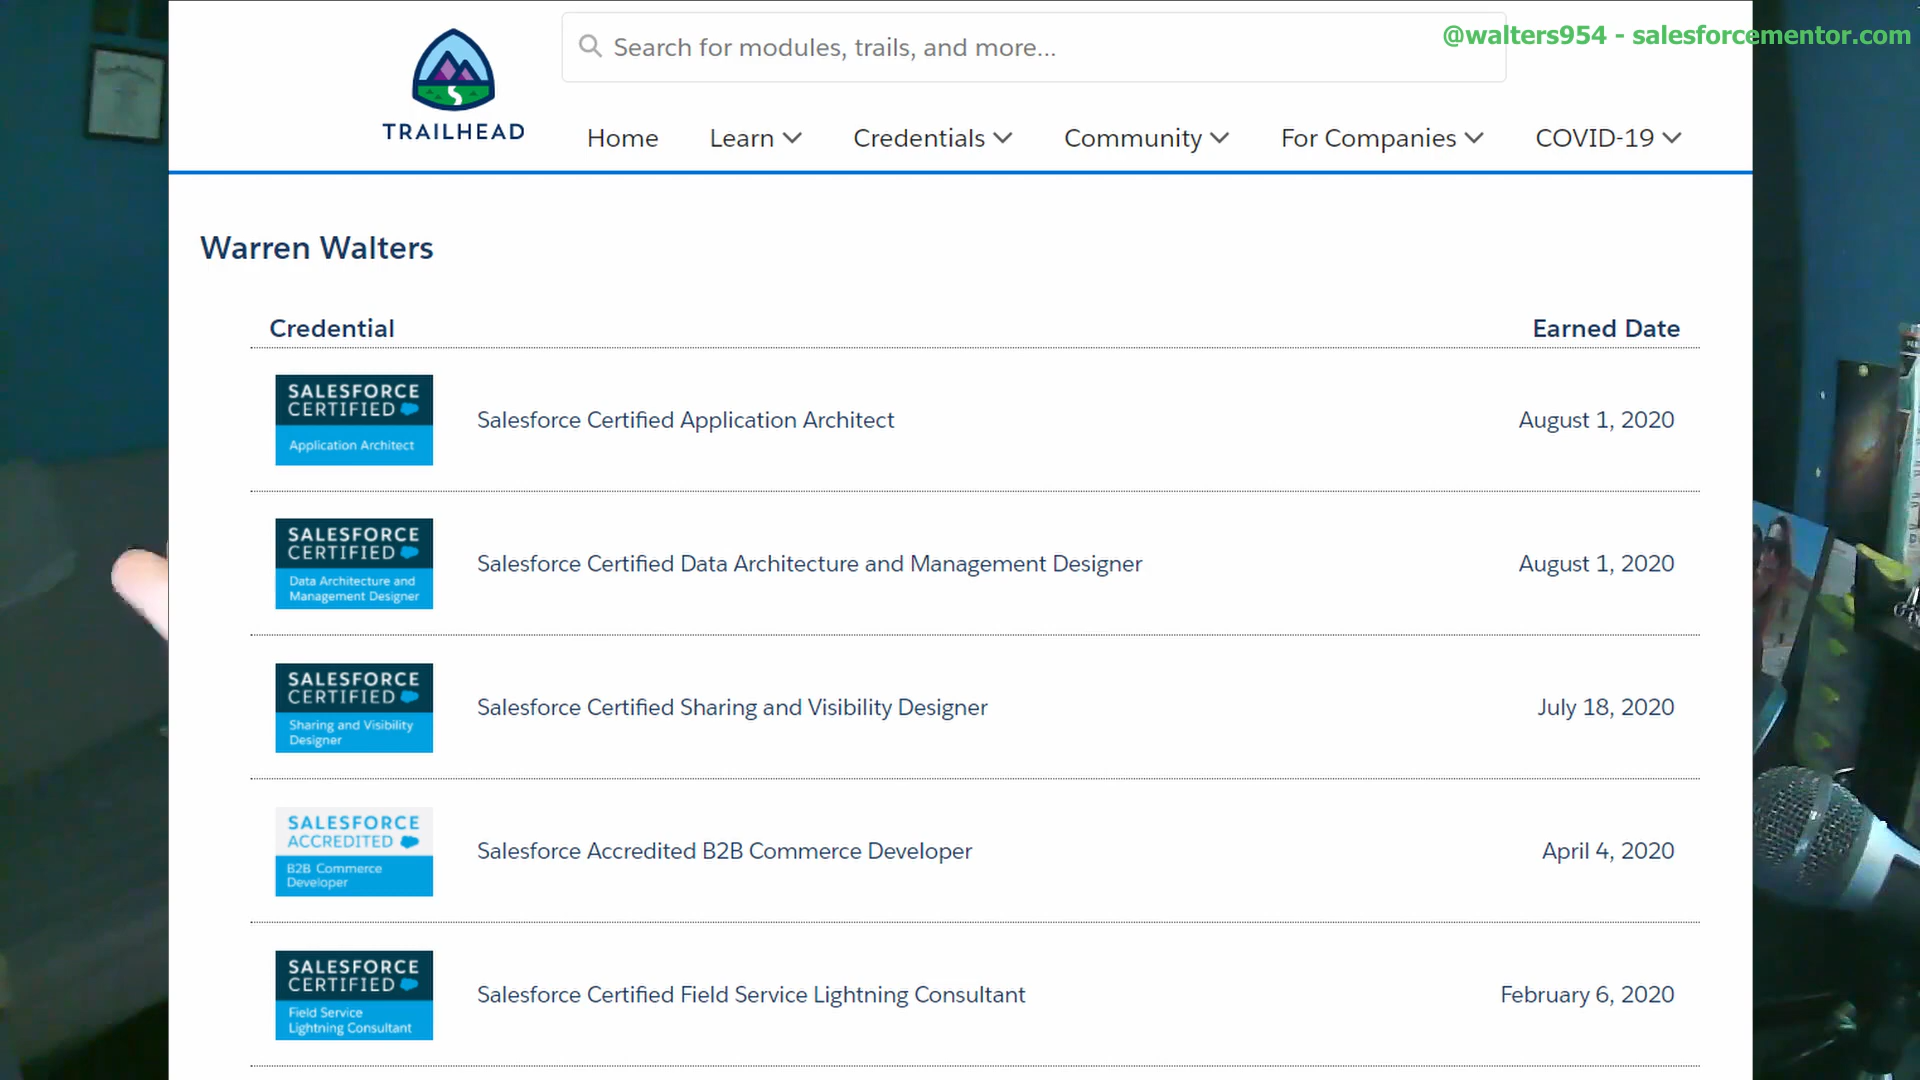 @walters954 - salesforcementor.com
Search for modules, trails, and more...
TRAILHEAD
Home Learn Credentials Community For Companies COVID-19
Warren Walters
Credential Earned Date
SALESFORCE
CERTIFIED
Application Architect
Salesforce Certified Application Architect August 1, 2020
SALESFORCE
CERTIFIED
Data Architecture and
Management Designer
Salesforce Certified Data Architecture and Management Designer August 1, 2020
SALESFORCE
CERTIFIED
Sharing and Visibility
Designer
Salesforce Certified Sharing and Visibility Designer July 18, 2020
SALESFORCE
ACCREDITED
B2B Commerce
Developer
Salesforce Accredited B2B Commerce Developer April 4, 2020
SALESFORCE
CERTIFIED
Field Service
Lightning Consultant
Salesforce Certified Field Service Lightning Consultant February 6, 2020